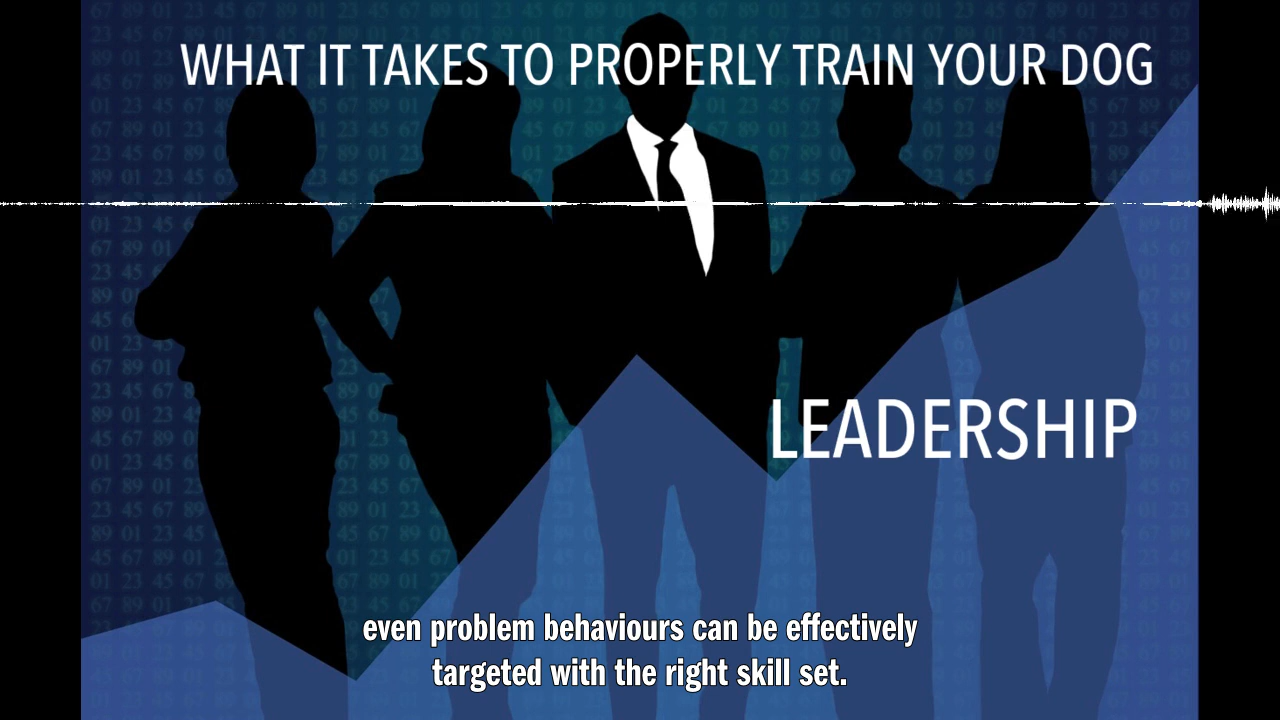 WHAT IT TAKES TO PROPERLY TRAIN YOUR DOG
LEADERSHIP
even problem behaviours can be effectively
targeted with the right skill set.